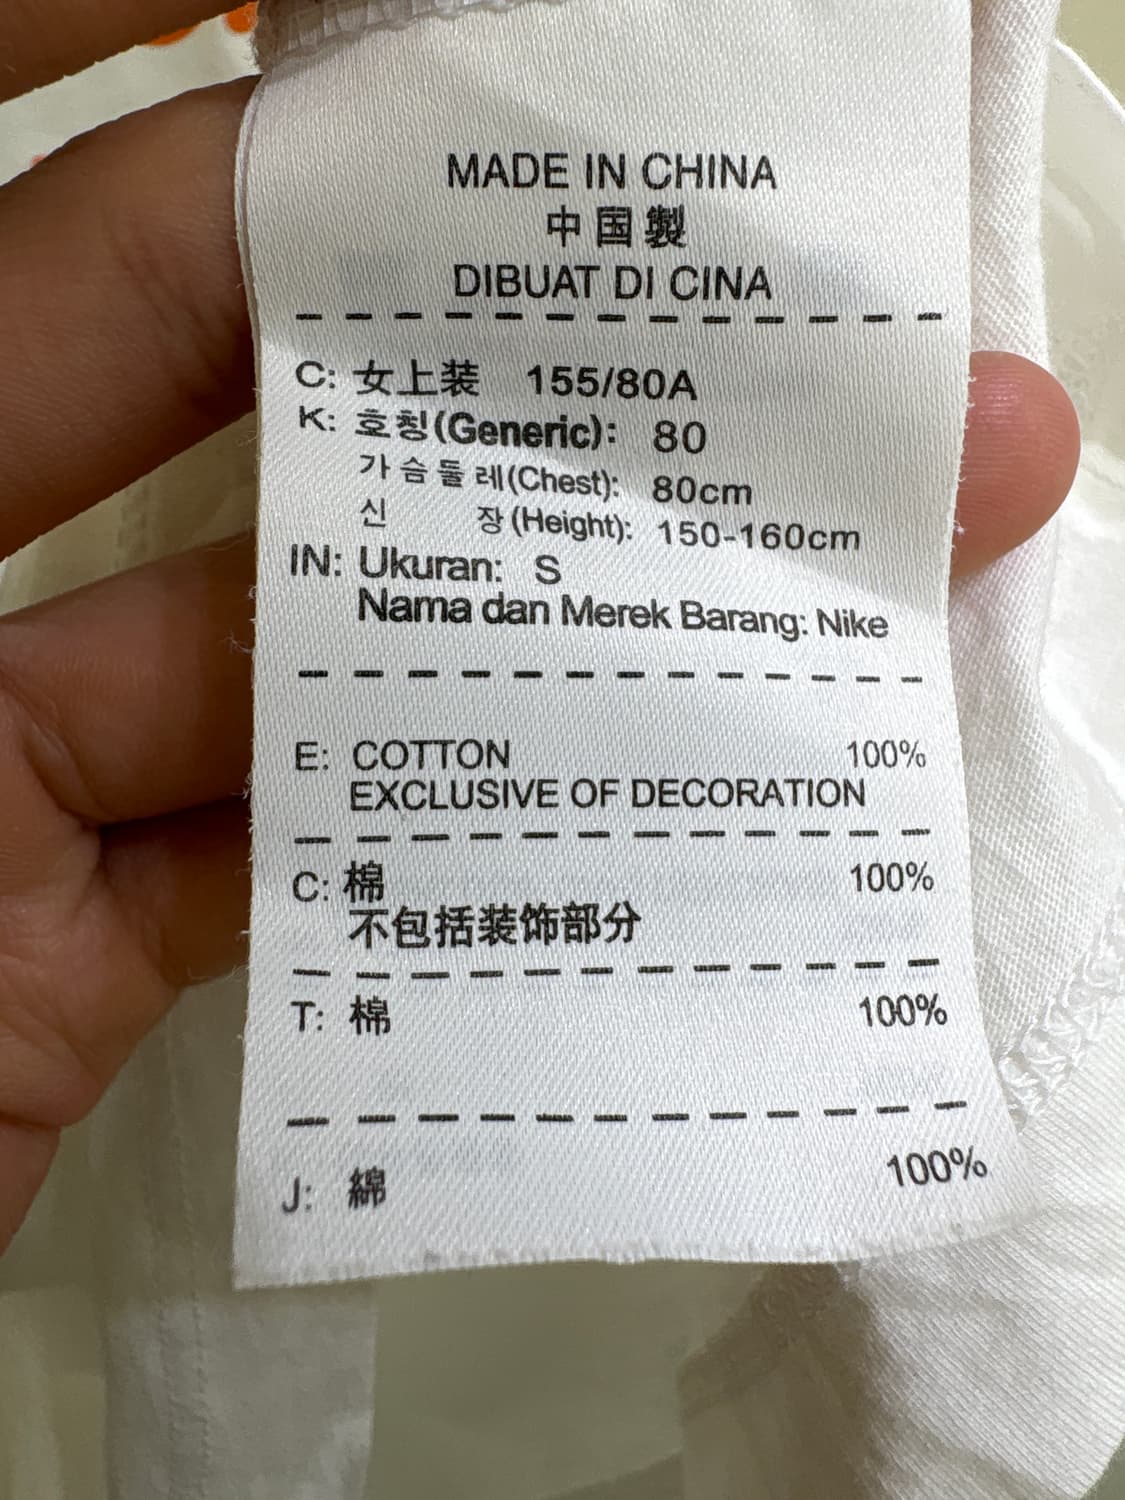 MADE IN CHINA
中国製
DIBUAT DI CINA
C: 女上装 155/80A
K: 호칭(Generic): 80
가슴둘레(Chest): 80cm
신 장(Height): 150-160cm
IN: Ukuran: S
Nama dan Merek Barang: Nike
E: COTTON 100%
EXCLUSIVE OF DECORATION
C: 棉 100%
不包括装饰部分
T: 棉 100%
J: 綿 100%